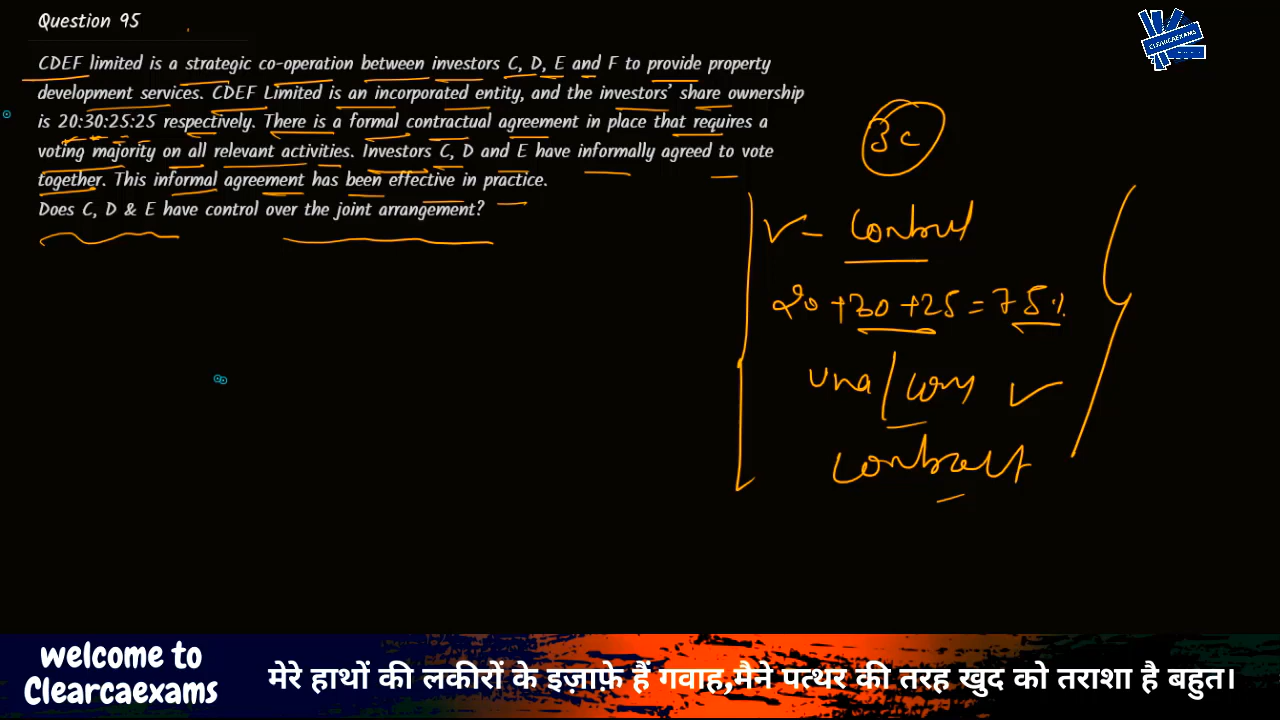 Question 95
CLEARCAEXAMS
CDEF limited is a strategic co-operation between investors C, D, E and F to provide property
development services. CDEF Limited is an incorporated entity, and the investors' share ownership
is 20:30:25:25 respectively. There is a formal contractual agreement in place that requires a
voting majority on all relevant activities. Investors C, D and E have informally agreed to vote
together. This informal agreement has been effective in practice.
Does C, D & E have control over the joint arrangement?
3c
✓ - Control
20 +30 +25 = 75%
una/
✓
Contract
welcome to
Clearcaexams
मेरे हाथों की लकीरों के इज़ाफ़े हैं गवाह,मैने पत्थर की तरह खुद को तराशा है बहुत।